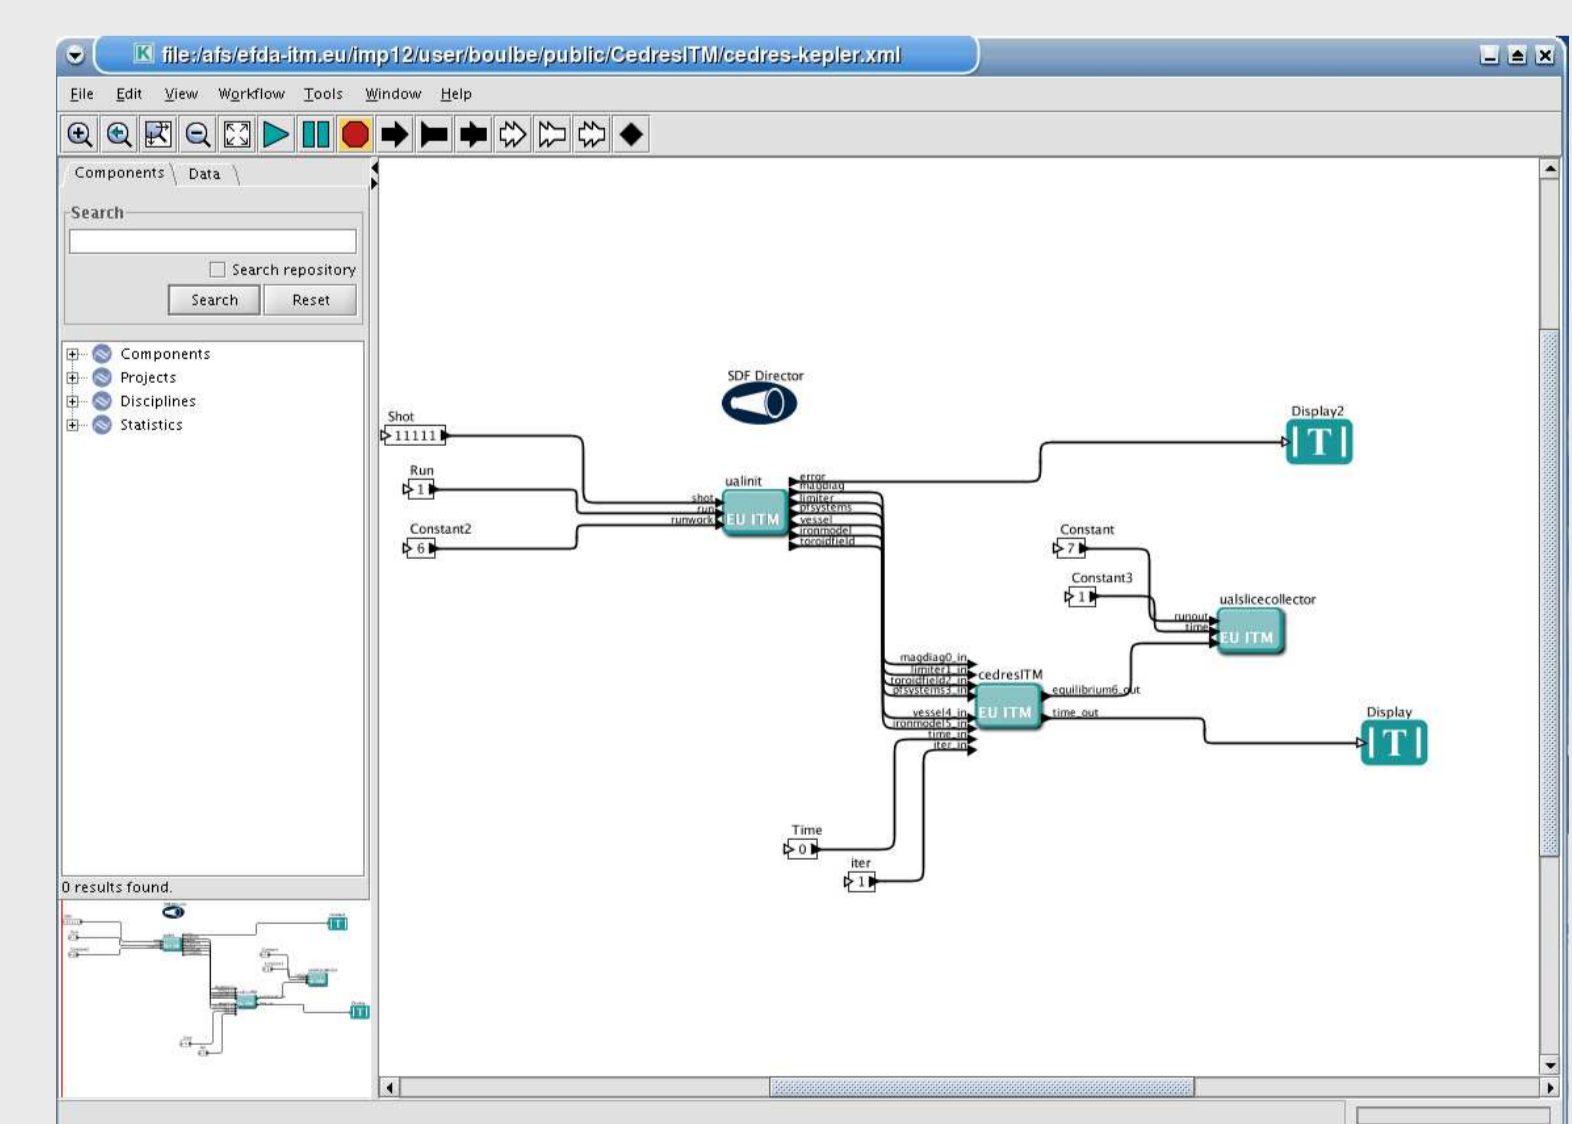 file:/afs/efda-itm.eu/imp12/user/boulbe/public/CedresITM/cedres-kepler.xml
File Edit View Workflow Tools Window Help
Components Data
Search
Search repository
Search Reset
Components
Projects
Disciplines
Statistics
0 results found.
SDF Director
Shot
11111
Run
1
Constant2
6
shot
run
runwork
ualinit
EU ITM
error
magdiag
limiter
pfsystems
vessel
ironmodel
toroidfield
Display2
T
Constant
7
Constant3
1
ualslicecollector
runout
time
EU ITM
magdiag0_in
limiter1_in
toroidfield2_in
pfsystems3_in
vessel4_in
ironmodel5_in
time_in
iter_in
cedresITM
EU ITM
equilibrium6_out
time_out
Display
T
Time
0
iter
1